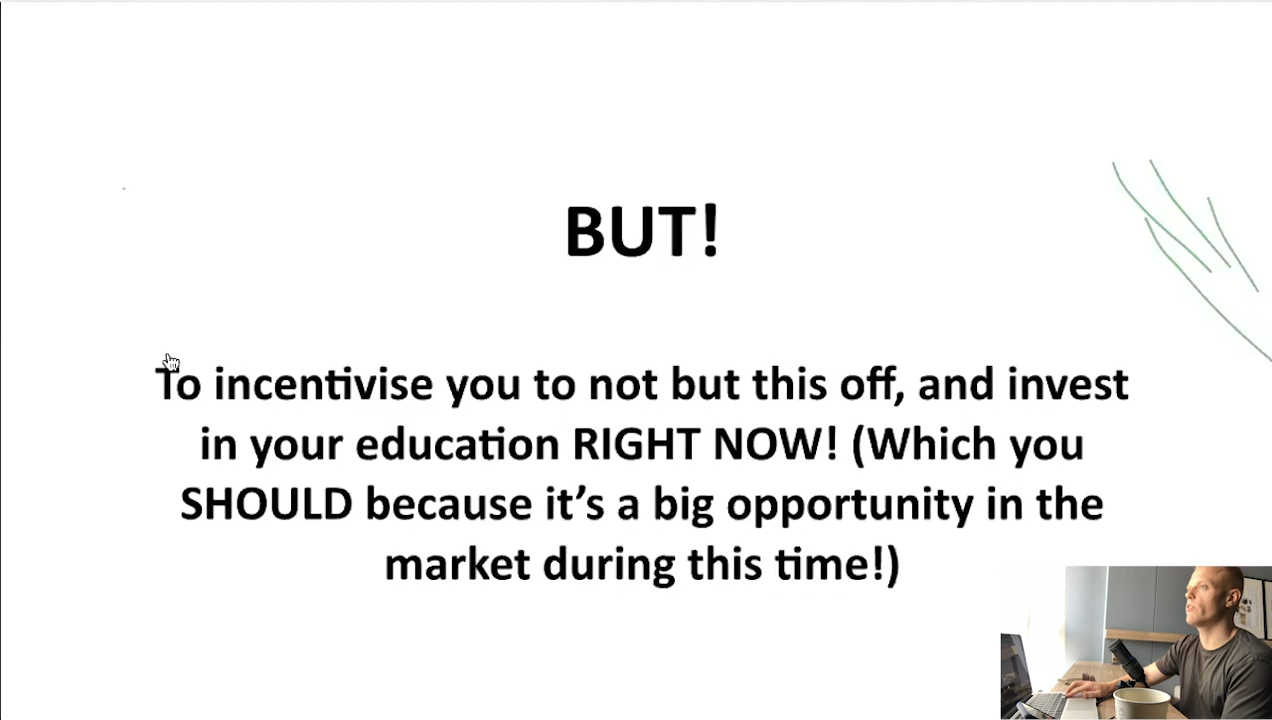 BUT!
To incentivise you to not but this off, and invest
in your education RIGHT NOW! (Which you
SHOULD because it’s a big opportunity in the
market during this time!)